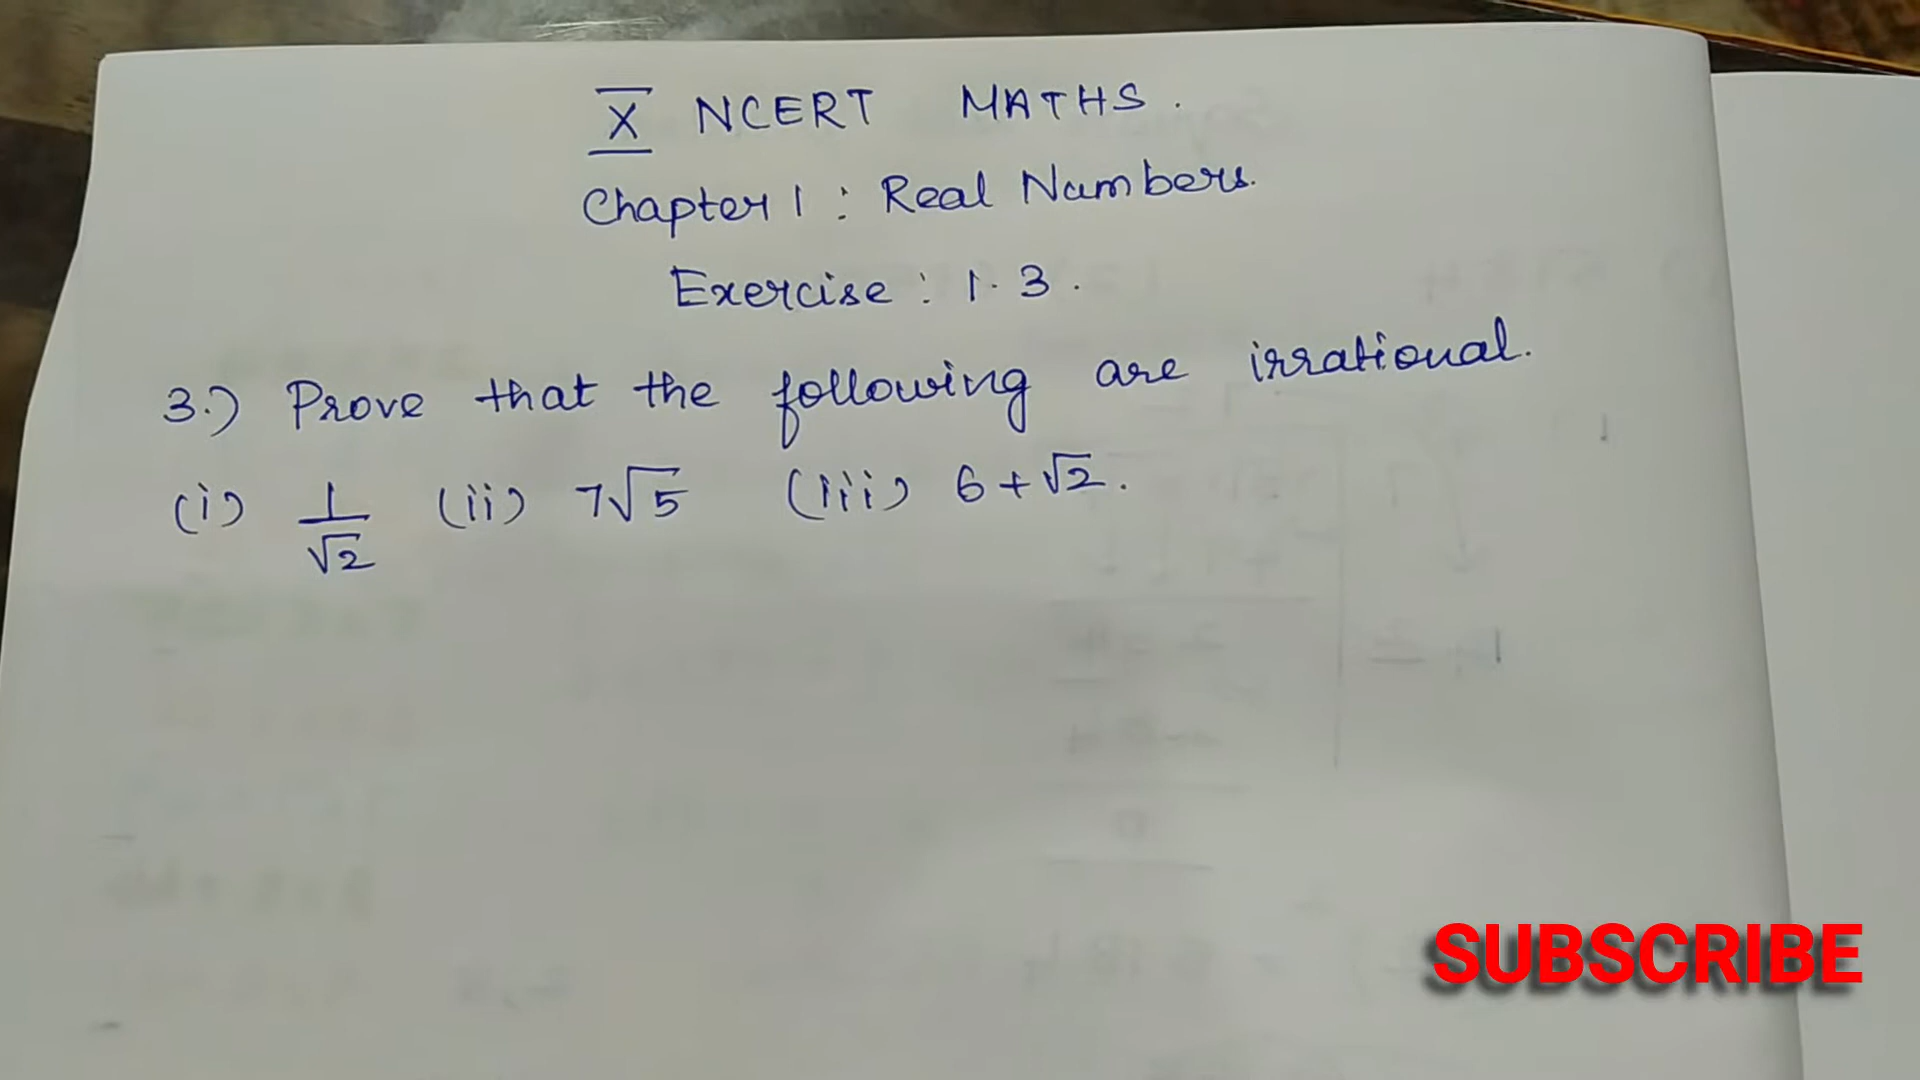 X NCERT MATHS.
Chapter 1 : Real Numbers.
Exercise : 1.3.
3.) Prove that the following are irrational.
(i) 1/√2 (ii) 7√5 (iii) 6+√2.
SUBSCRIBE